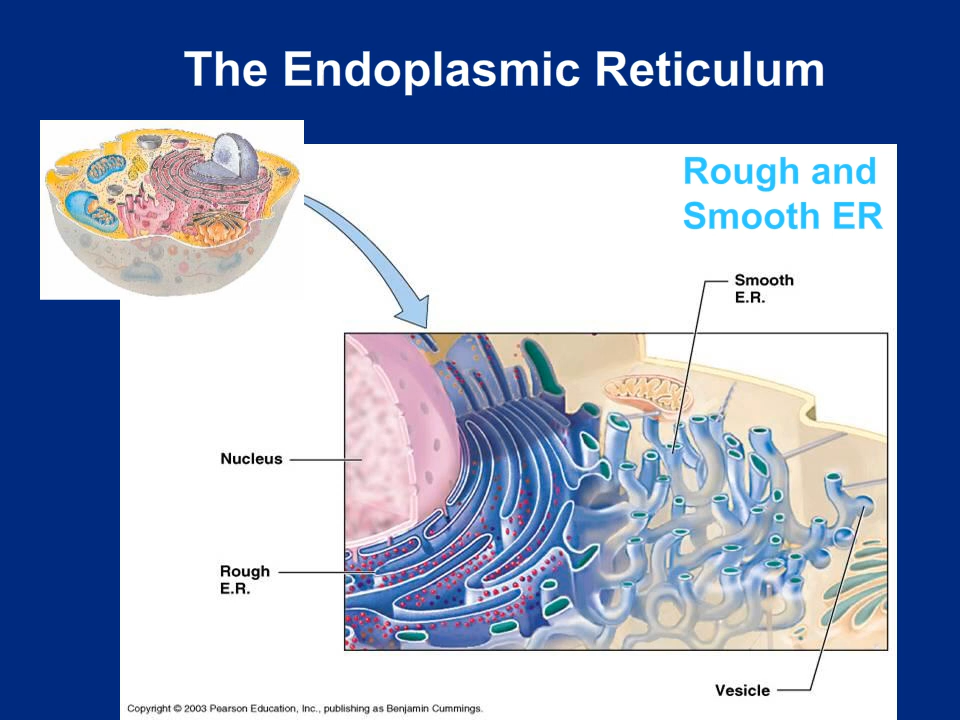 The Endoplasmic Reticulum
Rough and
Smooth ER
Smooth
E.R.
Nucleus
Rough
E.R.
Vesicle
Copyright © 2003 Pearson Education, Inc., publishing as Benjamin Cummings.